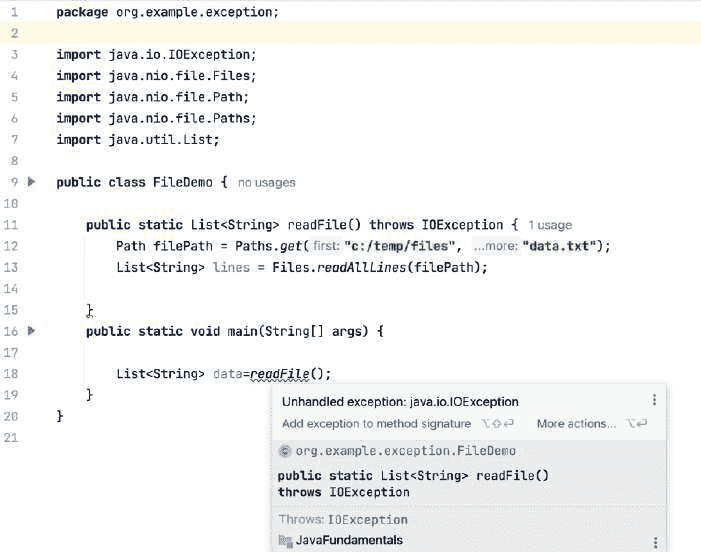 1 package org.example.exception;
2
3 import java.io.IOException;
4 import java.nio.file.Files;
5 import java.nio.file.Path;
6 import java.nio.file.Paths;
7 import java.util.List;
8
9 public class FileDemo { no usages
10
11 public static List<String> readFile() throws IOException { 1 usage
12 Path filePath = Paths.get( first: "c:/temp/files", ...more: "data.txt");
13 List<String> lines = Files.readAllLines(filePath);
14
15 }
16 public static void main(String[] args) {
17
18 List<String> data=readFile();
19 }
20 }
21
Unhandled exception: java.io.IOException
Add exception to method signature ⌥⇧⏎ More actions... ⌥⏎
© org.example.exception.FileDemo
public static List<String> readFile()
throws IOException
Throws: IOException
JavaFundamentals